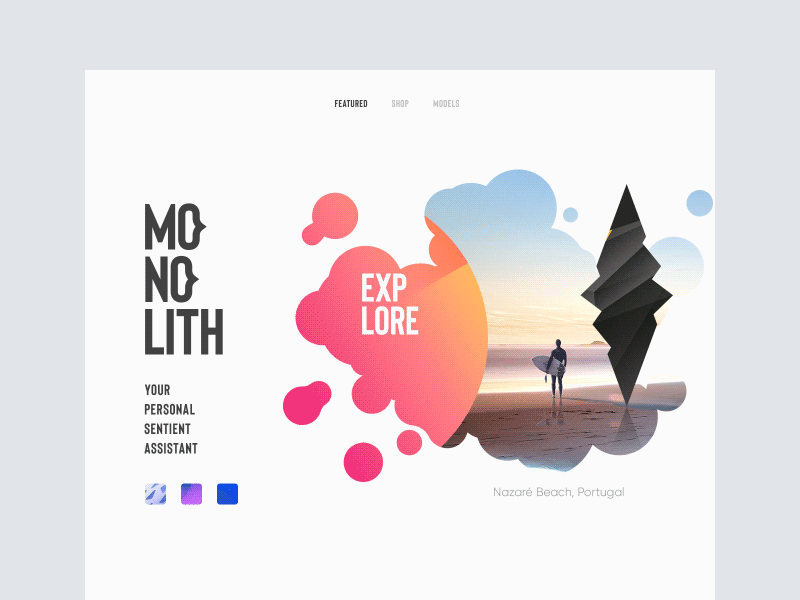 FEATURED SHOP MODELS
MO
NO
LITH
EXP
LORE
YOUR
PERSONAL
SENTIENT
ASSISTANT
Nazaré Beach, Portugal